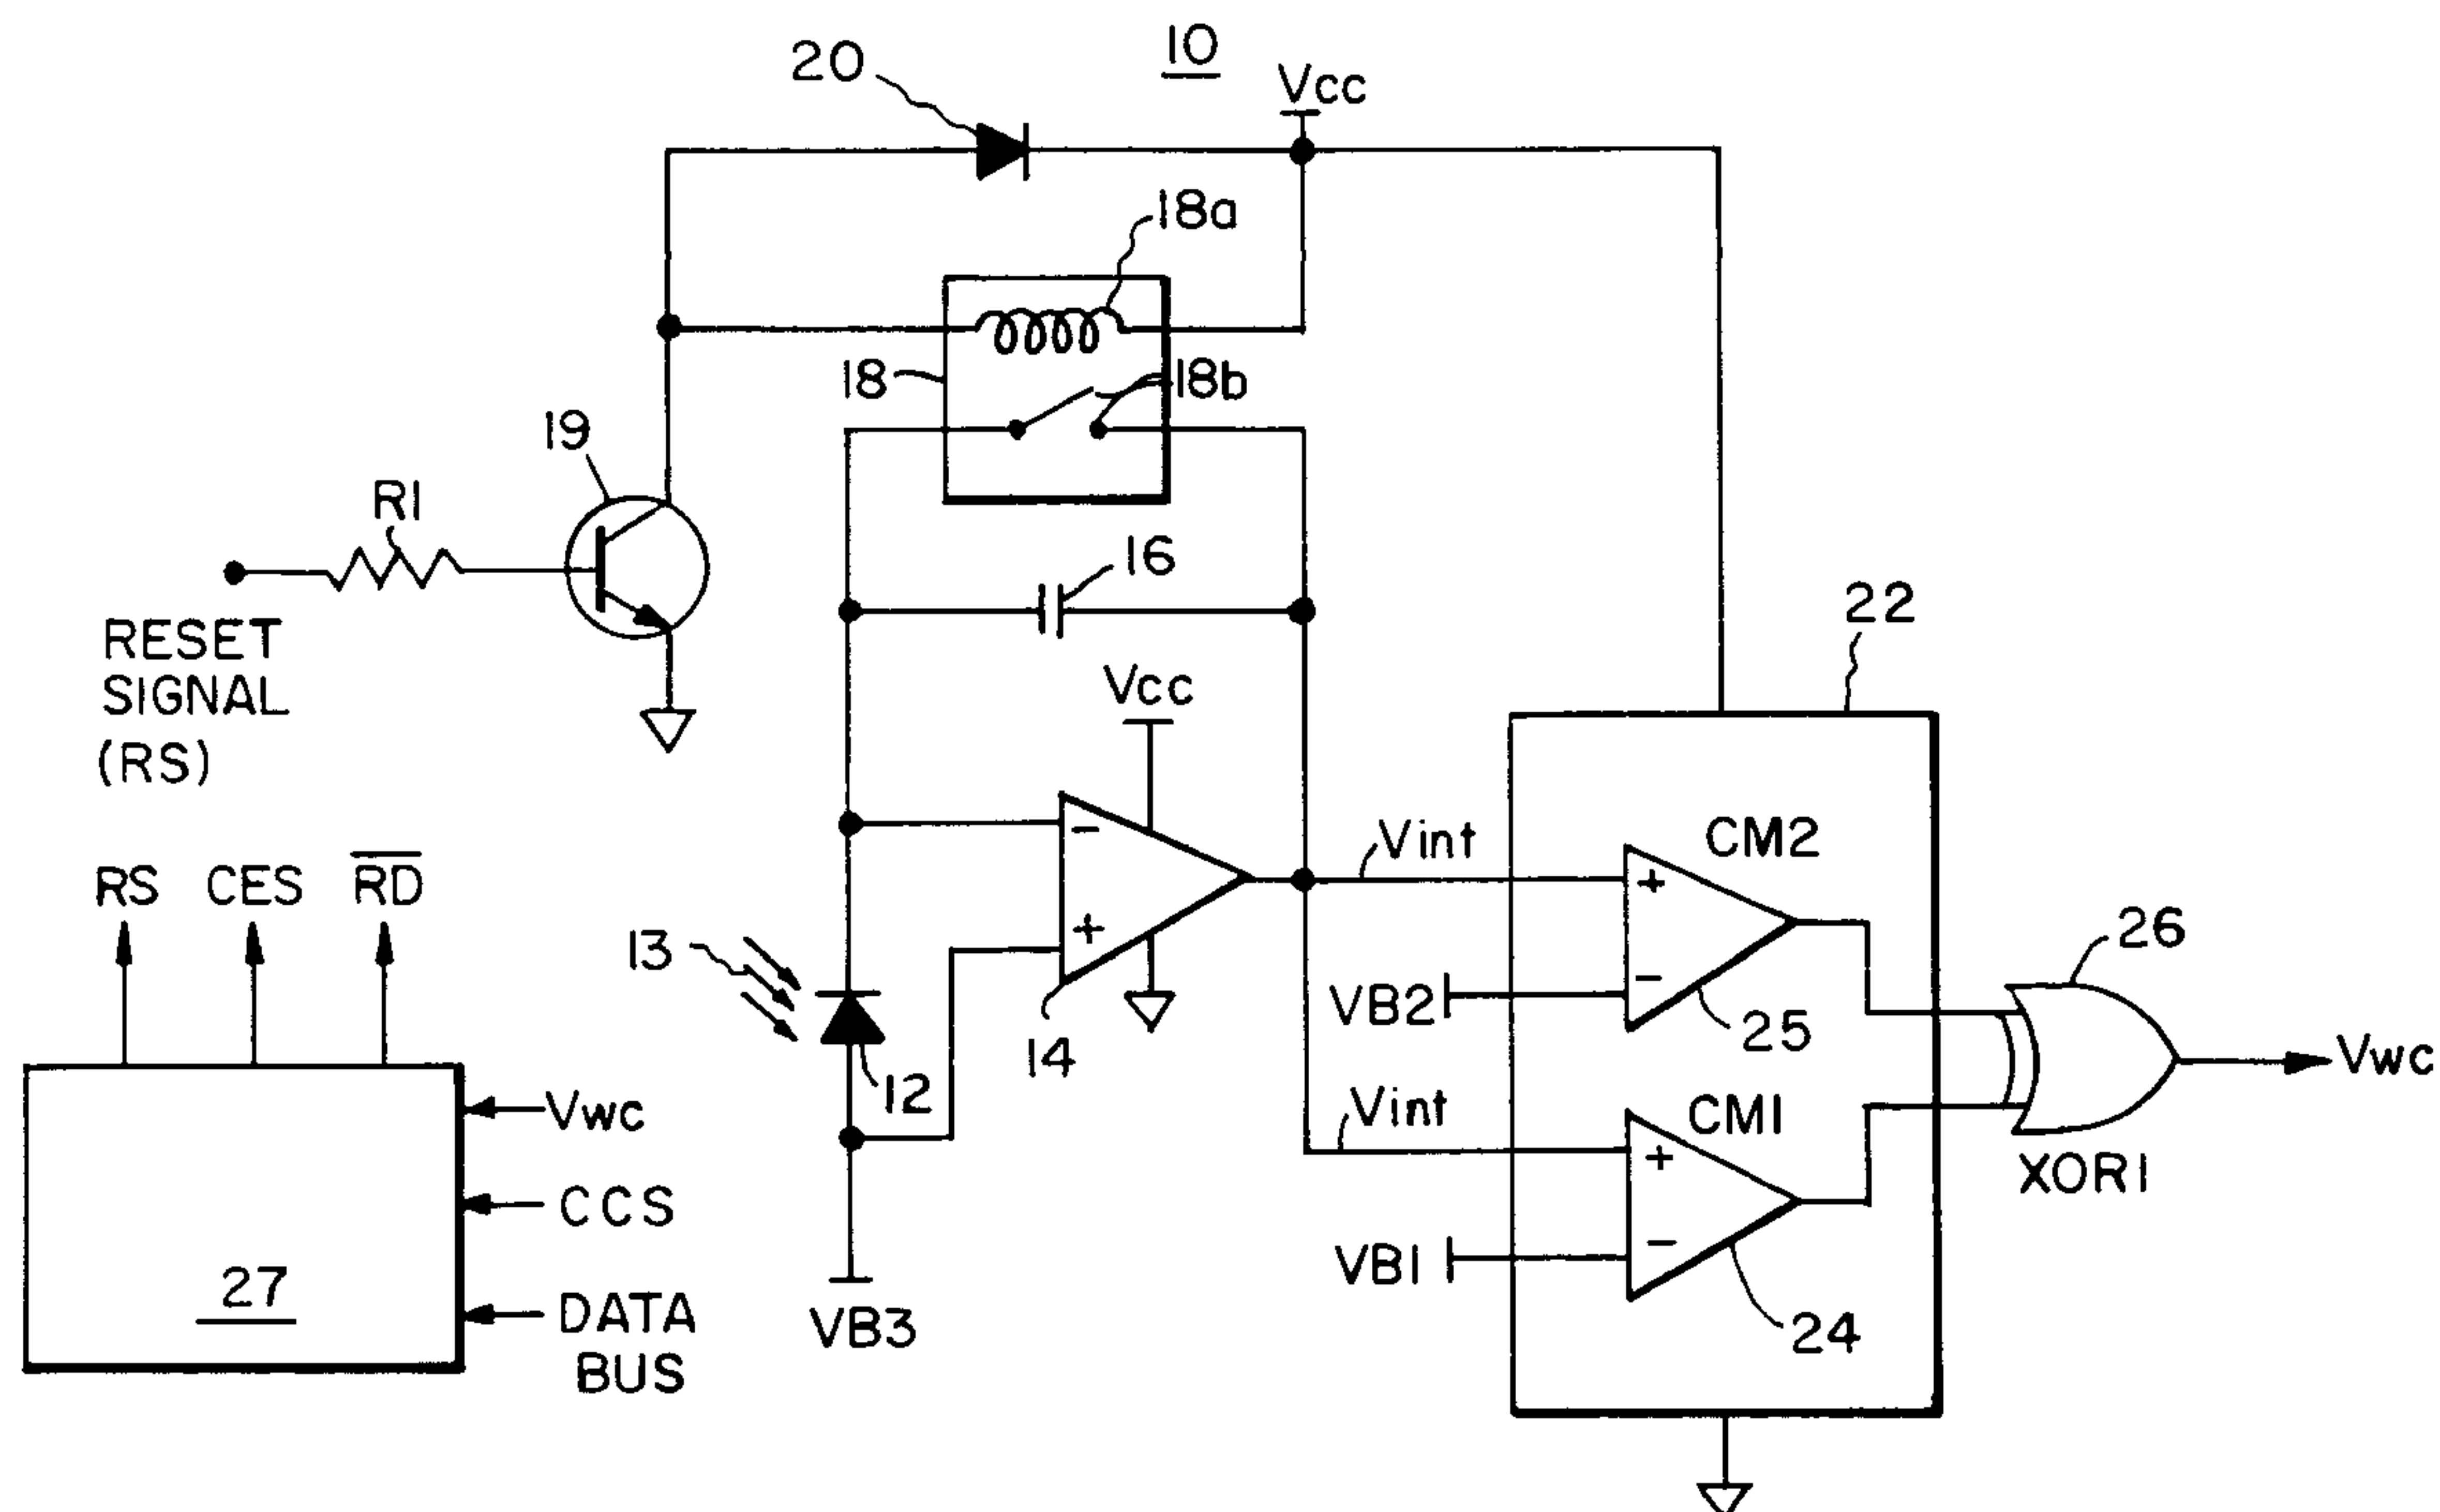 10
20
Vcc
18a
18
18b
19
R1
16
RESET
SIGNAL
(RS)
22
Vcc
CM2
Vint
+
-
-
+
RS CES RD
13
26
VB2
25
14
12
Vwc
Vwc
Vint
CM1
+
-
XOR1
CCS
VB1
27
DATA
BUS
VB3
24